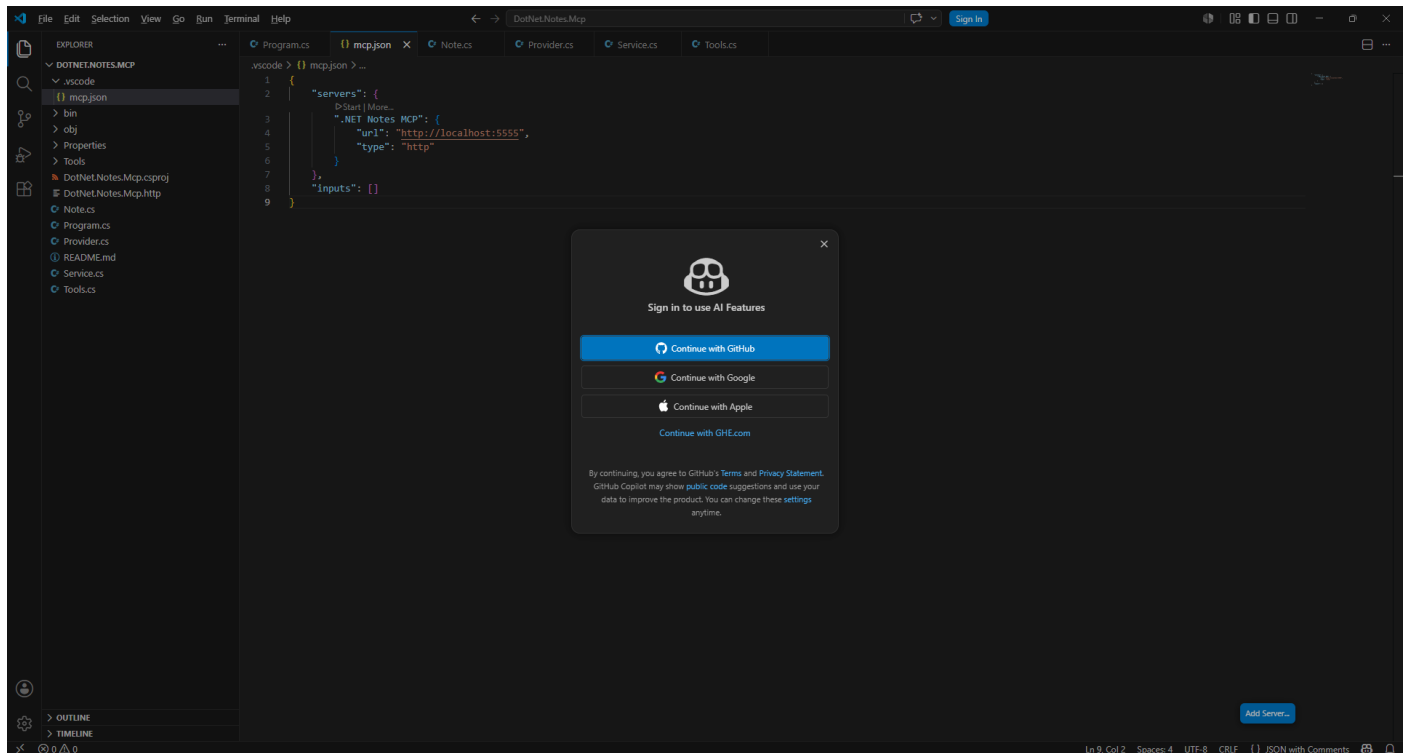 File Edit Selection View Go Run Terminal Help
DotNet.Notes.Mcp
Sign In
EXPLORER
DOTNET.NOTES.MCP
.vscode
{} mcp.json
bin
obj
Properties
Tools
DotNet.Notes.Mcp.csproj
DotNet.Notes.Mcp.http
Note.cs
Program.cs
Provider.cs
README.md
Service.cs
Tools.cs
OUTLINE
TIMELINE
Program.cs {} mcp.json Note.cs Provider.cs Service.cs Tools.cs
.vscode > {} mcp.json > ...
1 {
2 "servers": {
Start | More...
3 ".NET Notes MCP": {
4 "url": "http://localhost:5555",
5 "type": "http"
6 }
7 },
8 "inputs": []
9 }
Sign in to use AI Features
Continue with GitHub
Continue with Google
Continue with Apple
Continue with GHE.com
By continuing, you agree to GitHub's Terms and Privacy Statement.
GitHub Copilot may show public code suggestions and use your
data to improve the product. You can change these settings
anytime.
Add Server...
0 0
Ln 9, Col 2 Spaces: 4 UTF-8 CRLF {} JSON with Comments